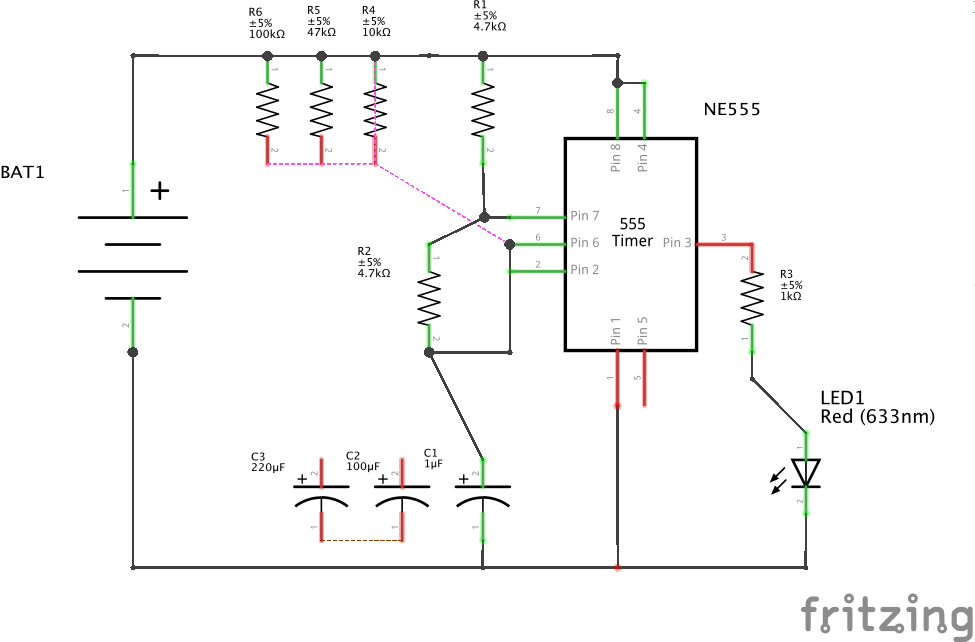 R6
±5%
100kΩ
R5
±5%
47kΩ
R4
±5%
10kΩ
R1
±5%
4.7kΩ
1
1
1
1
2
2
2
2
8
4
NE555
Pin 8
Pin 4
BAT1
1
+
2
7
Pin 7
6
Pin 6
2
Pin 2
555
Timer
Pin 3
3
R2
±5%
4.7kΩ
1
2
2
R3
±5%
1kΩ
1
Pin 1
Pin 5
1
5
LED1
Red (633nm)
1
2
C3
220µF
+
2
1
C2
100µF
+
2
1
C1
1µF
+
2
1
fritzing